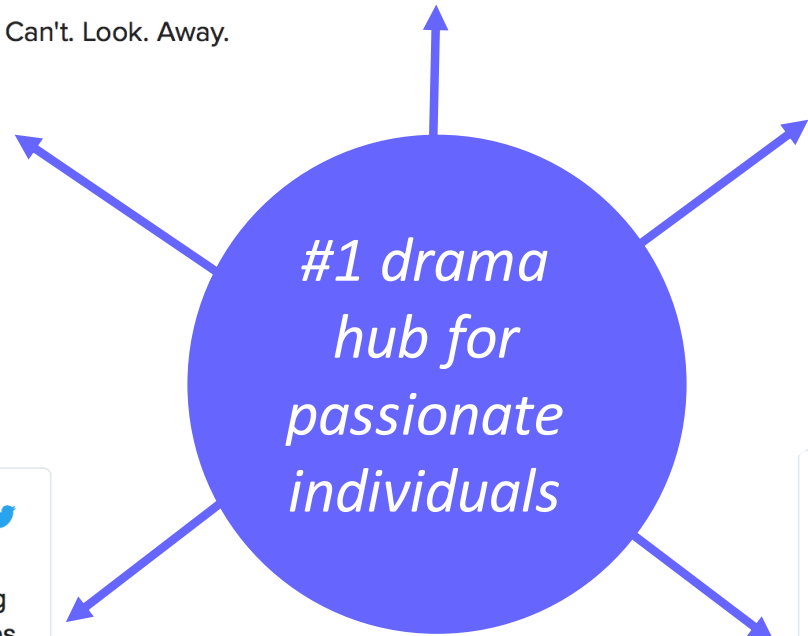 Can't. Look. Away.
#1 drama
hub for
passionate
individuals
g